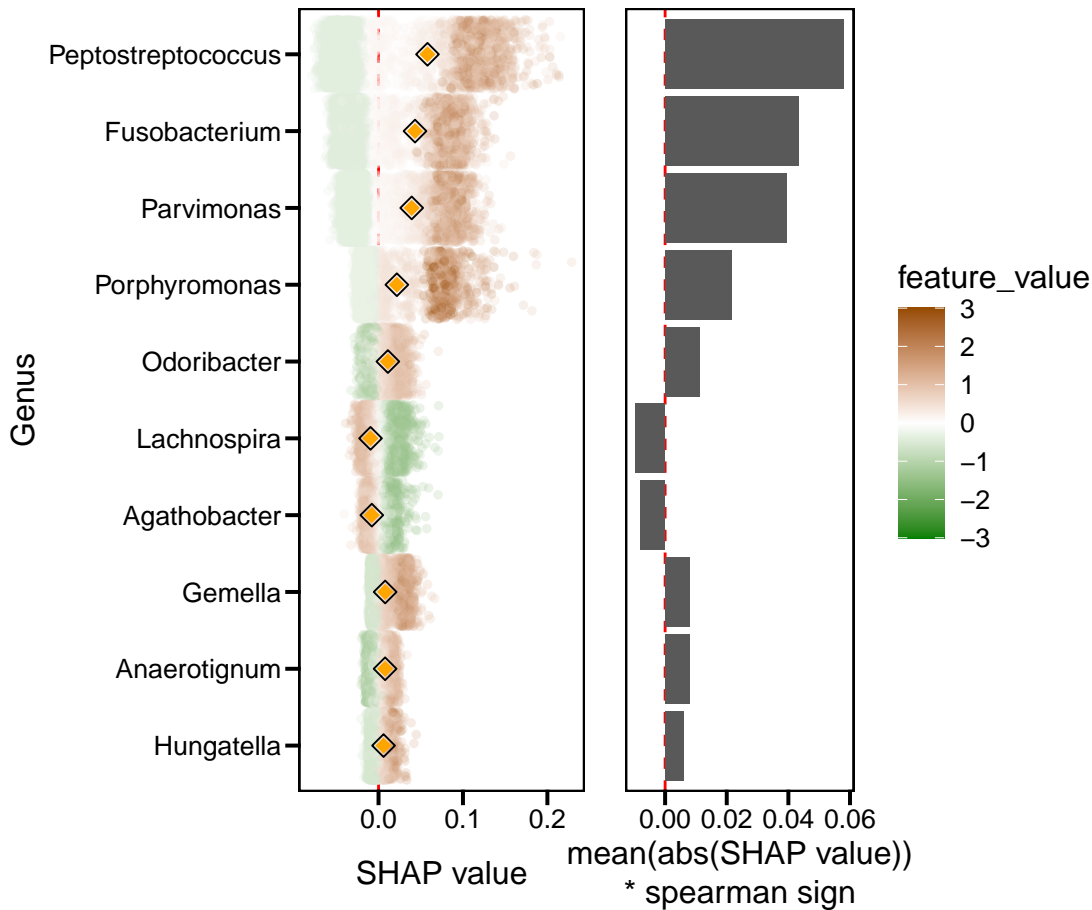 Genus
Peptostreptococcus
Fusobacterium
Parvimonas
Porphyromonas
Odoribacter
Lachnospira
Agathobacter
Gemella
Anaerotignum
Hungatella
0.0 0.1 0.2
SHAP value
0.00 0.02 0.04 0.06
mean(abs(SHAP value))
* spearman sign
feature_value
3
2
1
0
−1
−2
−3